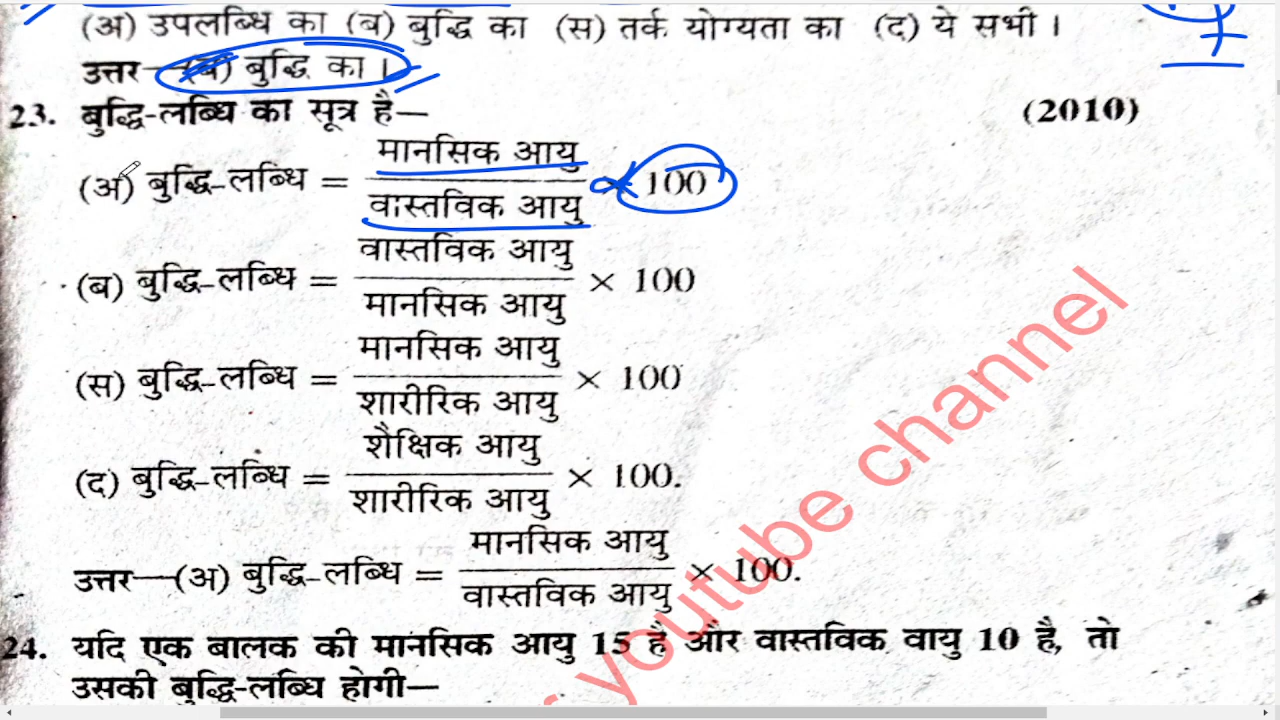 (अ) उपलब्धि का (ब) बुद्धि का (स) तर्क योग्यता का (द) ये सभी ।
उत्तर—(ब) बुद्धि का ।
23. बुद्धि-लब्धि का सूत्र है— (2010)
(अ) बुद्धि-लब्धि = मानसिक आयु / वास्तविक आयु × 100
(ब) बुद्धि-लब्धि = वास्तविक आयु / मानसिक आयु × 100
(स) बुद्धि-लब्धि = मानसिक आयु / शारीरिक आयु × 100
(द) बुद्धि-लब्धि = शैक्षिक आयु / शारीरिक आयु × 100.
उत्तर—(अ) बुद्धि-लब्धि = मानसिक आयु / वास्तविक आयु × 100.
24. यदि एक बालक की मानसिक आयु 15 है और वास्तविक वायु 10 है, तो
उसकी बुद्धि-लब्धि होगी—
youtube channel